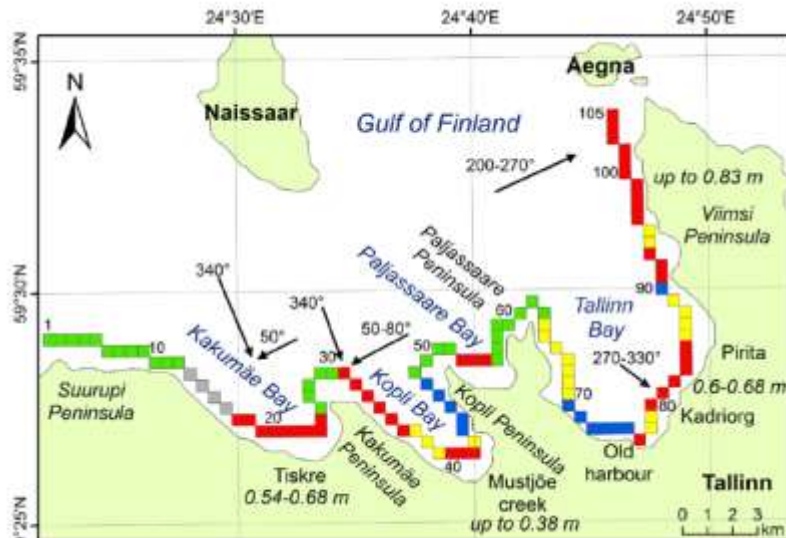 24°30'E
24°40'E
24°50'E
59°35'N
Aegna
N
Naissaar
105
Gulf of Finland
200-270°
100
up to 0.83 m
Viimsi
Peninsula
Paljassaare
Peninsula
Paljassaare Bay
340°
59°30'N
90
60
Tallinn
Bay
1
340°
50-80°
50°
10
30
50
270-330°
Pirita
Kakumäe Bay
Kopli Bay
Suurupi
Peninsula
20
70
80
0.6-0.68 m
Kopli Peninsula
Kadriorg
Kakumäe
Peninsula
40
Old
harbour
Tiskre
0.54-0.68 m
Mustjõe
creek
up to 0.38 m
Tallinn
0 1 2 3
km
59°25'N